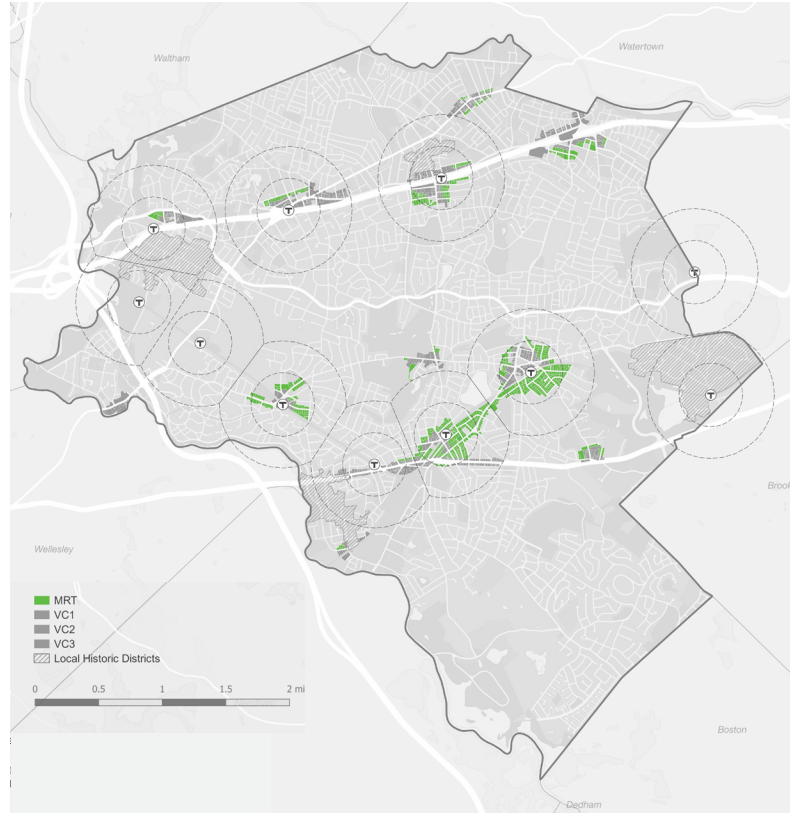 Waltham
Watertown
T
T
T
T
T
T
T
T
T
T
T
Brook
Wellesley
MRT
VC1
VC2
VC3
Local Historic Districts
0 0.5 1 1.5 2 mi
Boston
Dedham